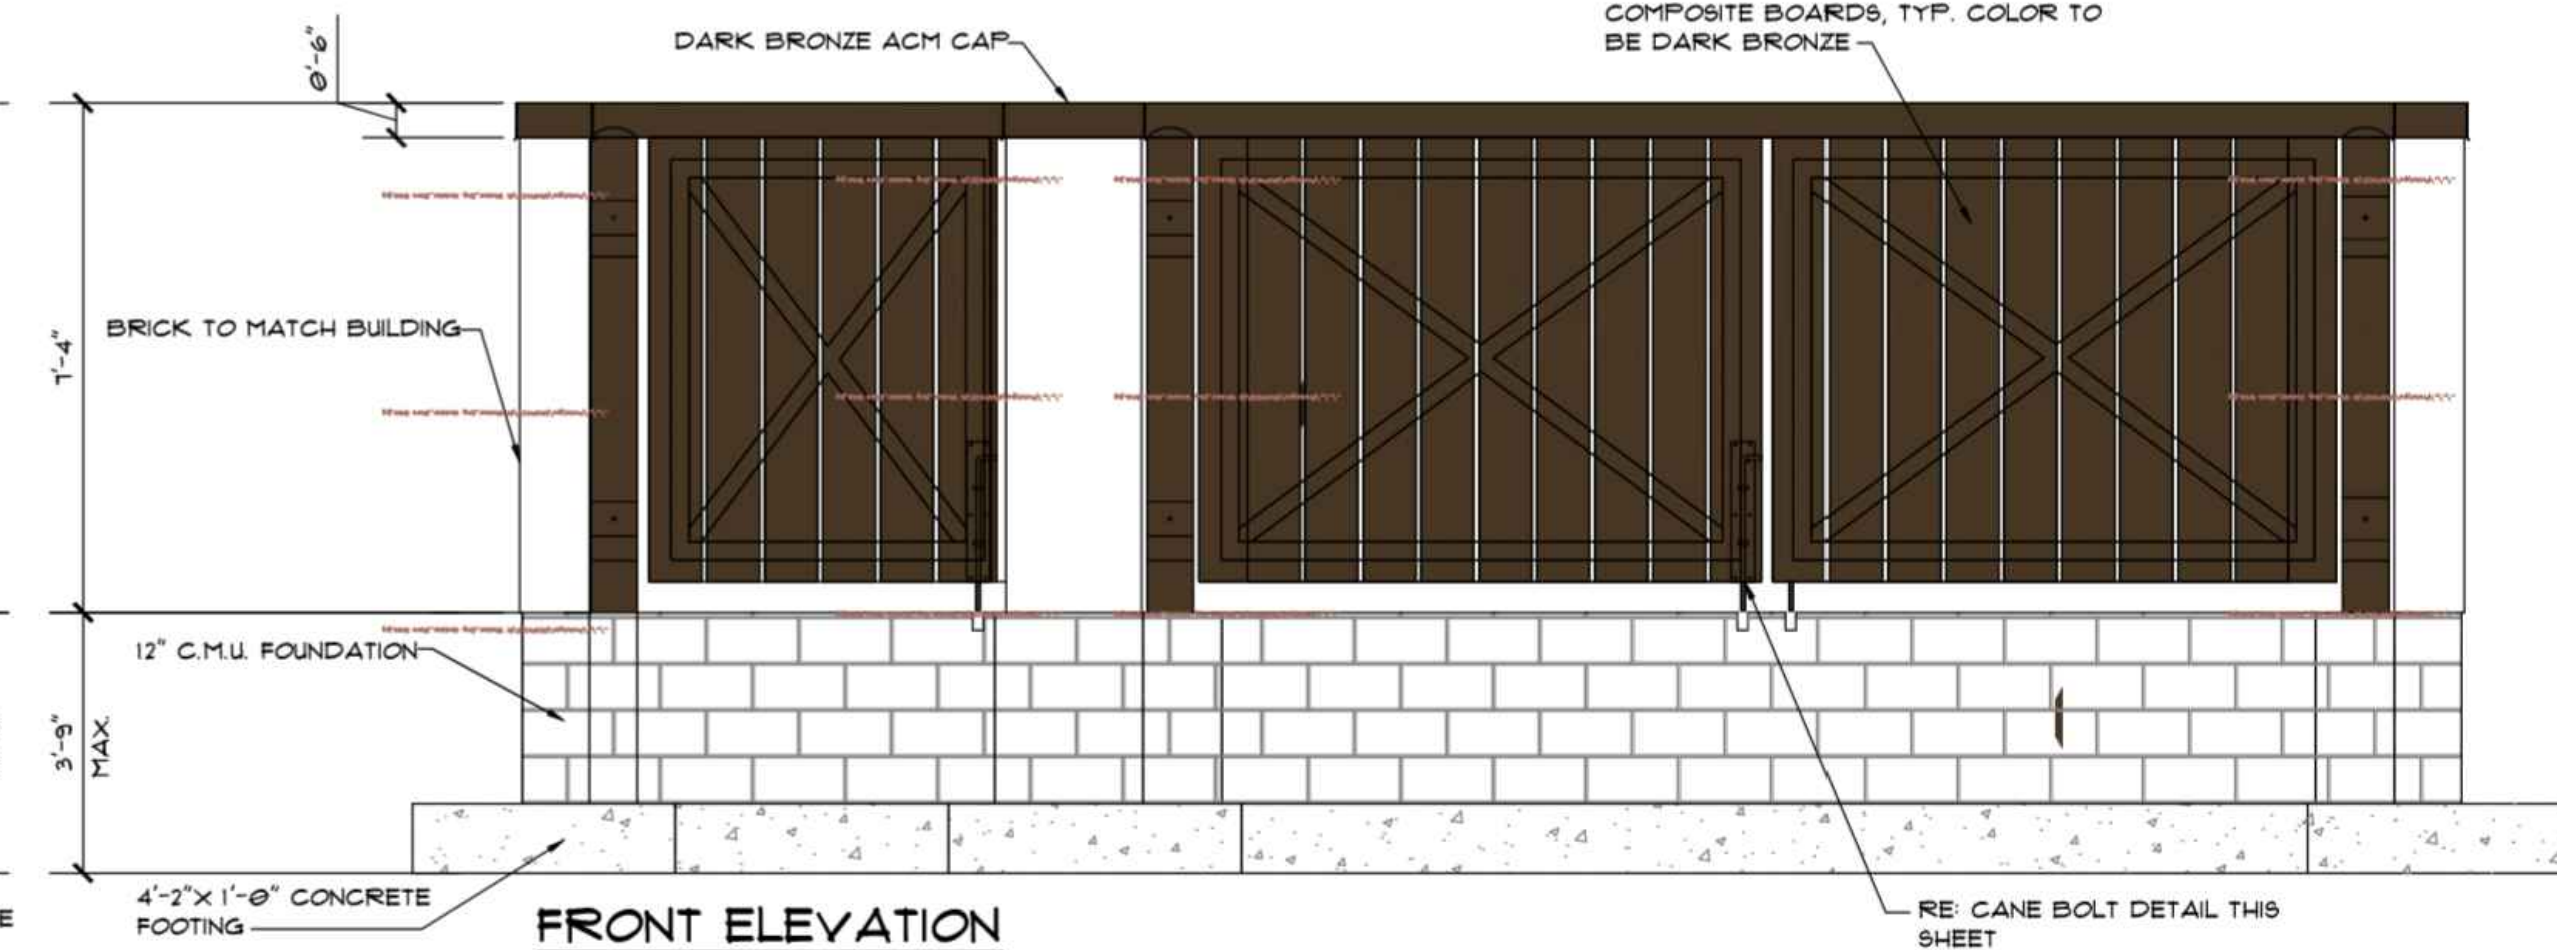 COMPOSITE BOARDS, TYP. COLOR TO
BE DARK BRONZE
DARK BRONZE ACM CAP
0'-6"
7'-4"
BRICK TO MATCH BUILDING
12" C.M.U. FOUNDATION
3'-9"
MAX.
4'-2"X 1'-0" CONCRETE
FOOTING
FRONT ELEVATION
RE: CANE BOLT DETAIL THIS
SHEET